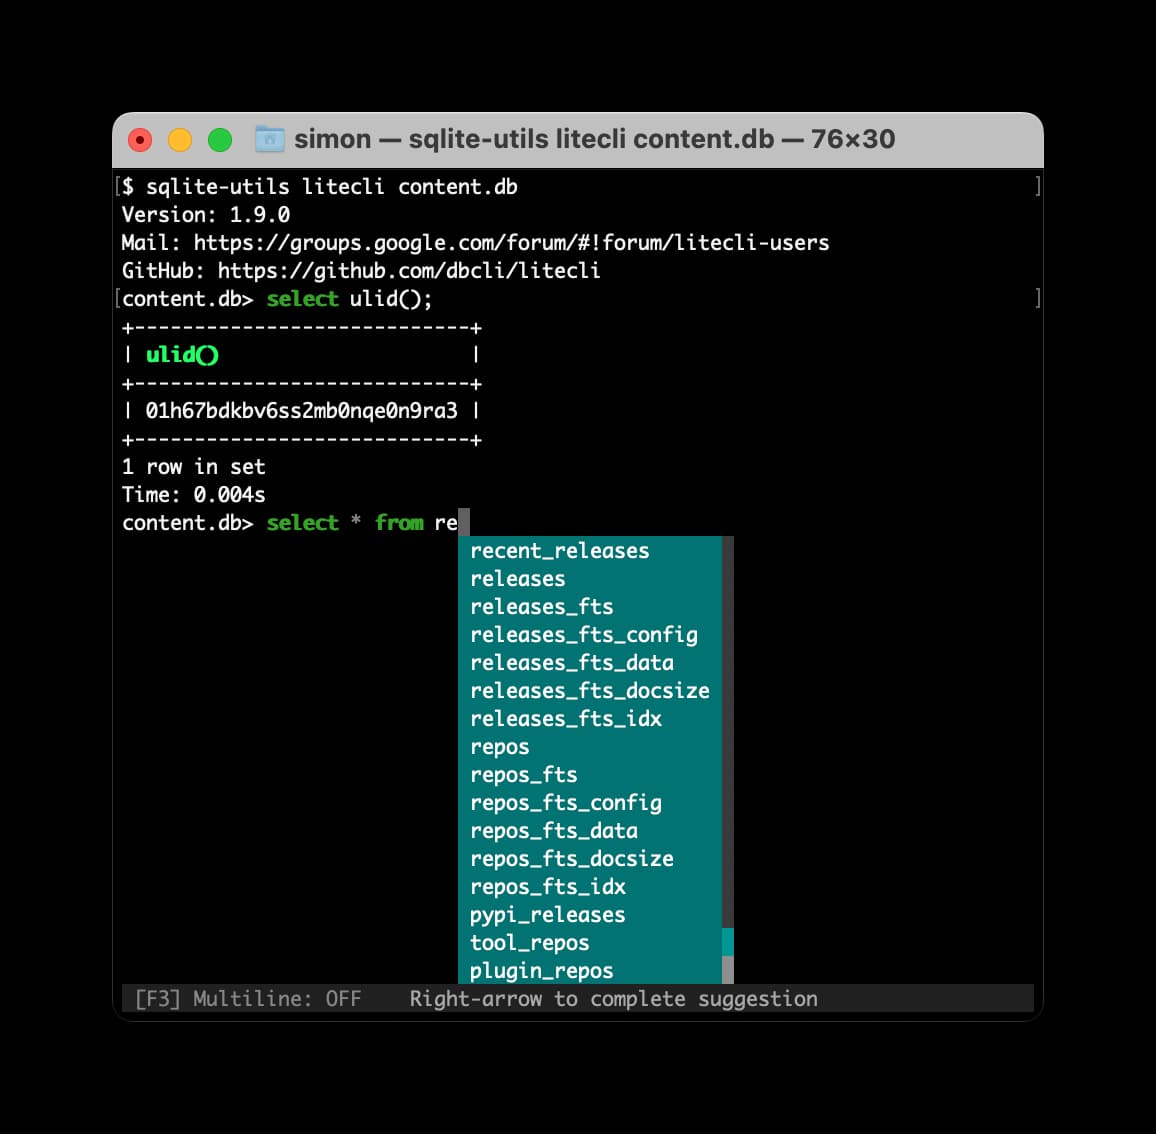 simon — sqlite-utils litecli content.db — 76×30
[$ sqlite-utils litecli content.db ]
Version: 1.9.0
Mail: https://groups.google.com/forum/#!forum/litecli-users
GitHub: https://github.com/dbcli/litecli
[content.db> select ulid(); ]
+----------------------------+
| ulid()                     |
+----------------------------+
| 01h67bdkbv6ss2mb0nqe0n9ra3 |
+----------------------------+
1 row in set
Time: 0.004s
content.db> select * from re
recent_releases
releases
releases_fts
releases_fts_config
releases_fts_data
releases_fts_docsize
releases_fts_idx
repos
repos_fts
repos_fts_config
repos_fts_data
repos_fts_docsize
repos_fts_idx
pypi_releases
tool_repos
plugin_repos
[F3] Multiline: OFF    Right-arrow to complete suggestion